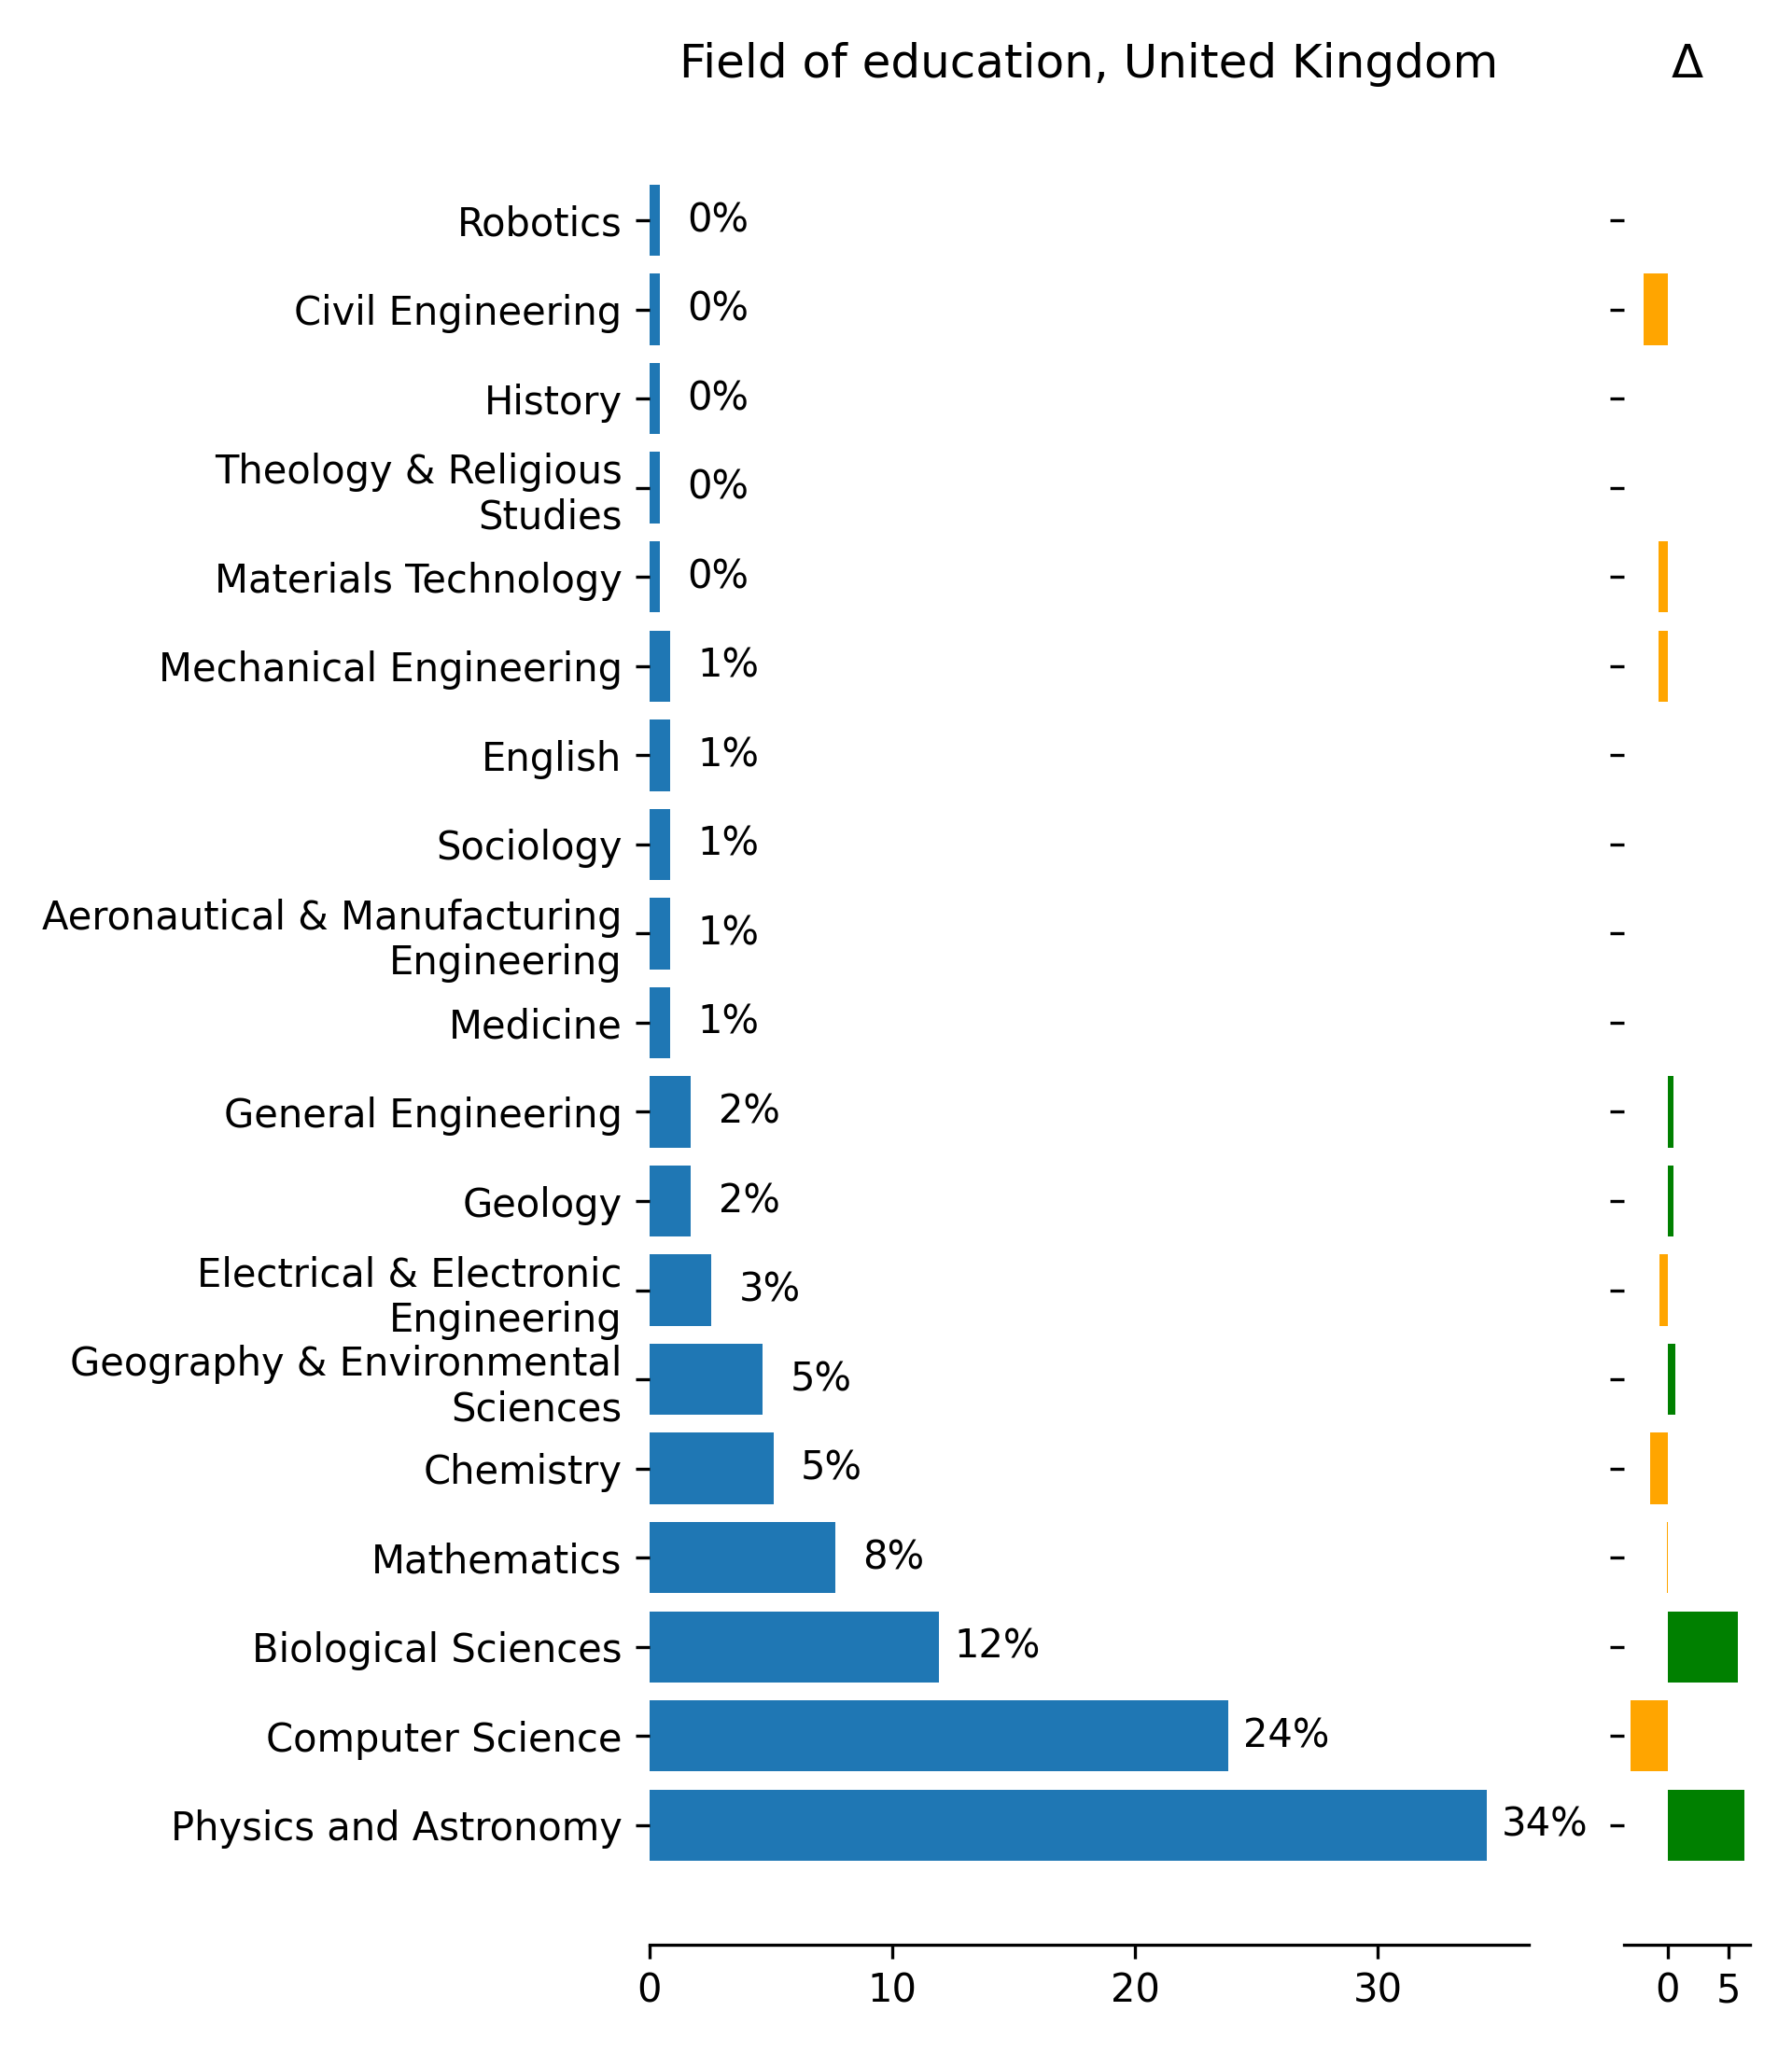 Field of education, United Kingdom
Δ
Robotics 0%
Civil Engineering 0%
History 0%
Theology & Religious
Studies 0%
Materials Technology 0%
Mechanical Engineering 1%
English 1%
Sociology 1%
Aeronautical & Manufacturing
Engineering 1%
Medicine 1%
General Engineering 2%
Geology 2%
Electrical & Electronic
Engineering 3%
Geography & Environmental
Sciences 5%
Chemistry 5%
Mathematics 8%
Biological Sciences 12%
Computer Science 24%
Physics and Astronomy 34%
0 10 20 30
0 5